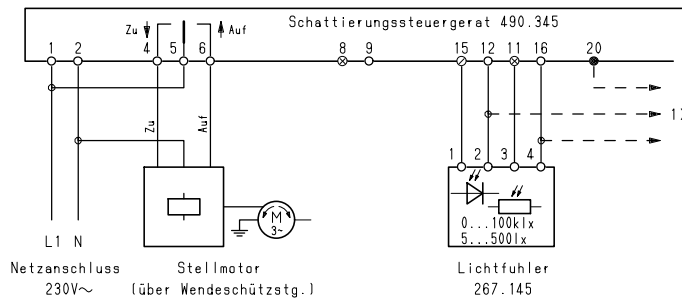 Schattierungssteuergerat 490.345
Zu Auf
1 2 4 5 6 8 9 15 12 11 16 20
Zu Auf
1 2 3 4
M
3~
0...100klx
5...500lx
L1 N
Netzanschluss
230V~
Stellmotor
(über Wendeschützstg.)
Lichtfuhler
267.145